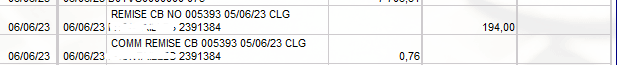 06/06/23 06/06/23 REMISE CB NO 005393 05/06/23 CLG
2391384 194,00
06/06/23 06/06/23 COMM REMISE CB 005393 05/06/23 CLG
2391384 0,76